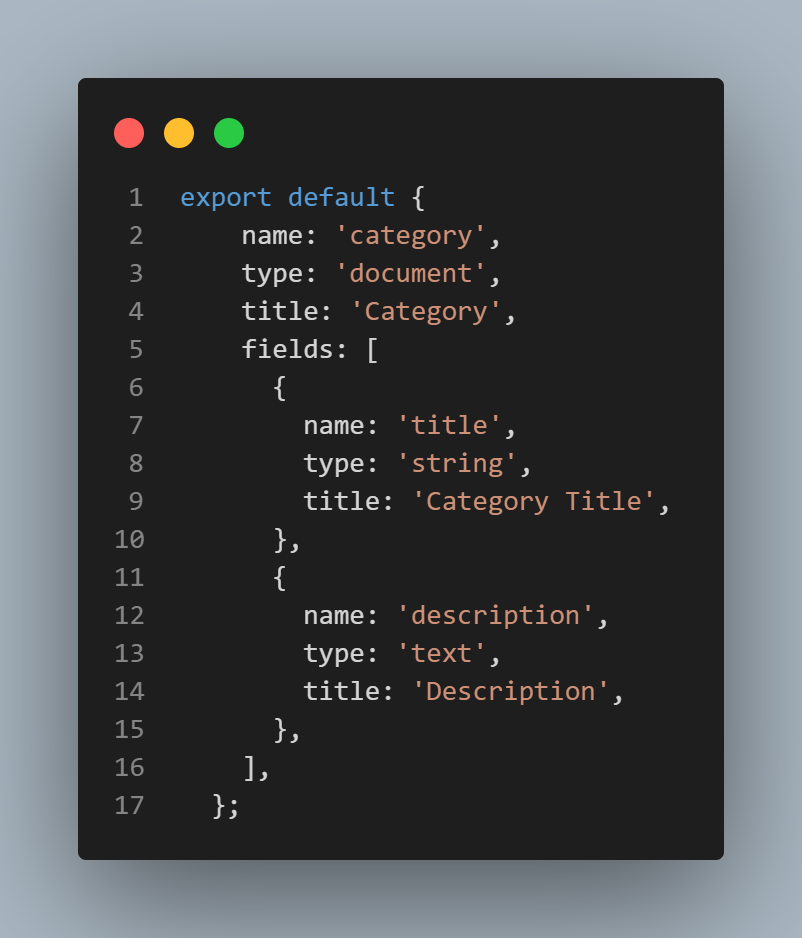 1 export default {
2     name: 'category',
3     type: 'document',
4     title: 'Category',
5     fields: [
6       {
7         name: 'title',
8         type: 'string',
9         title: 'Category Title',
10       },
11       {
12         name: 'description',
13         type: 'text',
14         title: 'Description',
15       },
16     ],
17   };